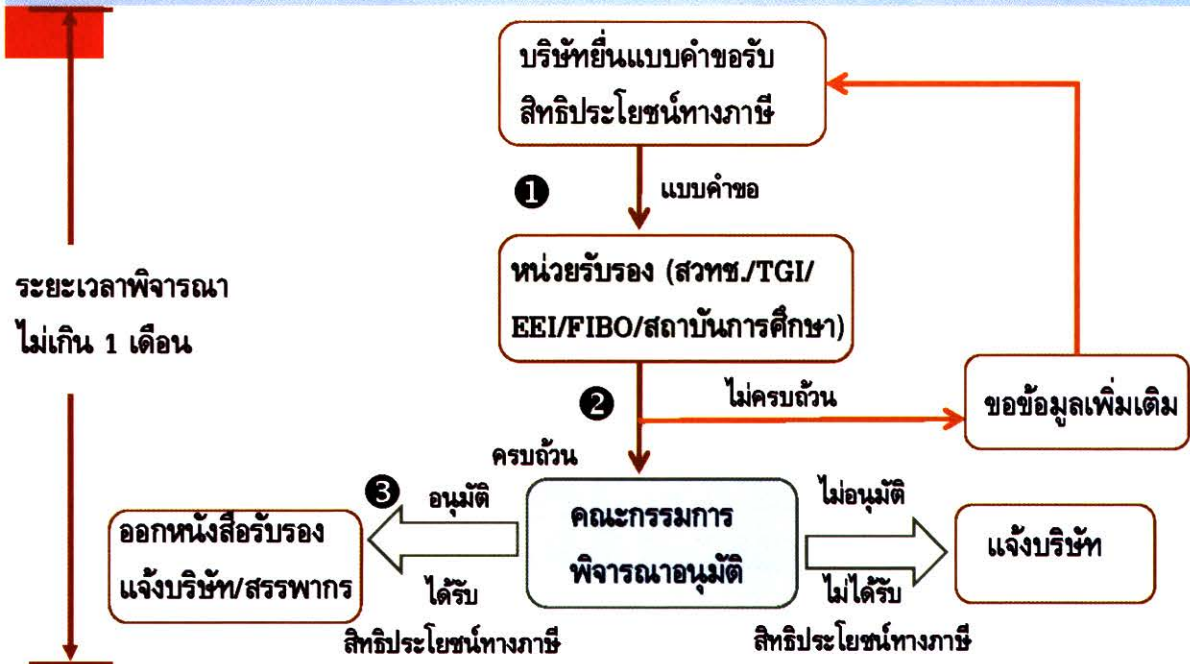 บริษัทยื่นแบบคำขอรับ
สิทธิประโยชน์ทางภาษี
❶
แบบคำขอ
หน่วยรับรอง (สวทช./TGI/
EEI/FIBO/สถาบันการศึกษา)
ระยะเวลาพิจารณา
ไม่เกิน 1 เดือน
❷
ไม่ครบถ้วน
ขอข้อมูลเพิ่มเติม
ครบถ้วน
❸
อนุมัติ
คณะกรรมการ
พิจารณาอนุมัติ
ไม่อนุมัติ
ออกหนังสือรับรอง
แจ้งบริษัท/สรรพากร
แจ้งบริษัท
ได้รับ
สิทธิประโยชน์ทางภาษี
ไม่ได้รับ
สิทธิประโยชน์ทางภาษี